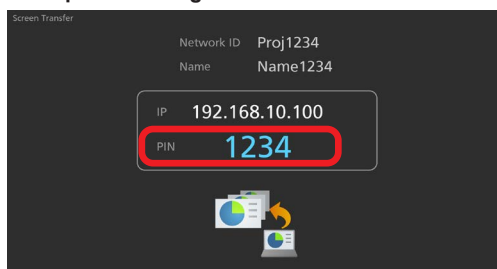 Screen Transfer
Network ID Proj1234
Name Name1234
IP 192.168.10.100
PIN 1234